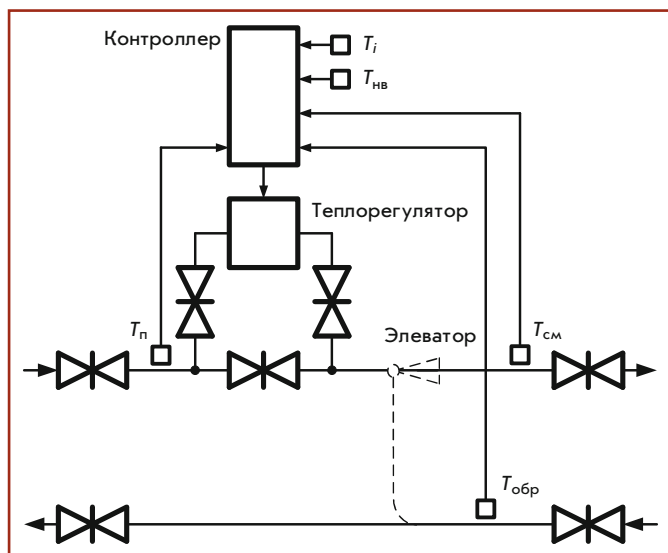 Контроллер
Ti
Tнв
Теплорегулятор
Tп
Элеватор
Tсм
Tобр